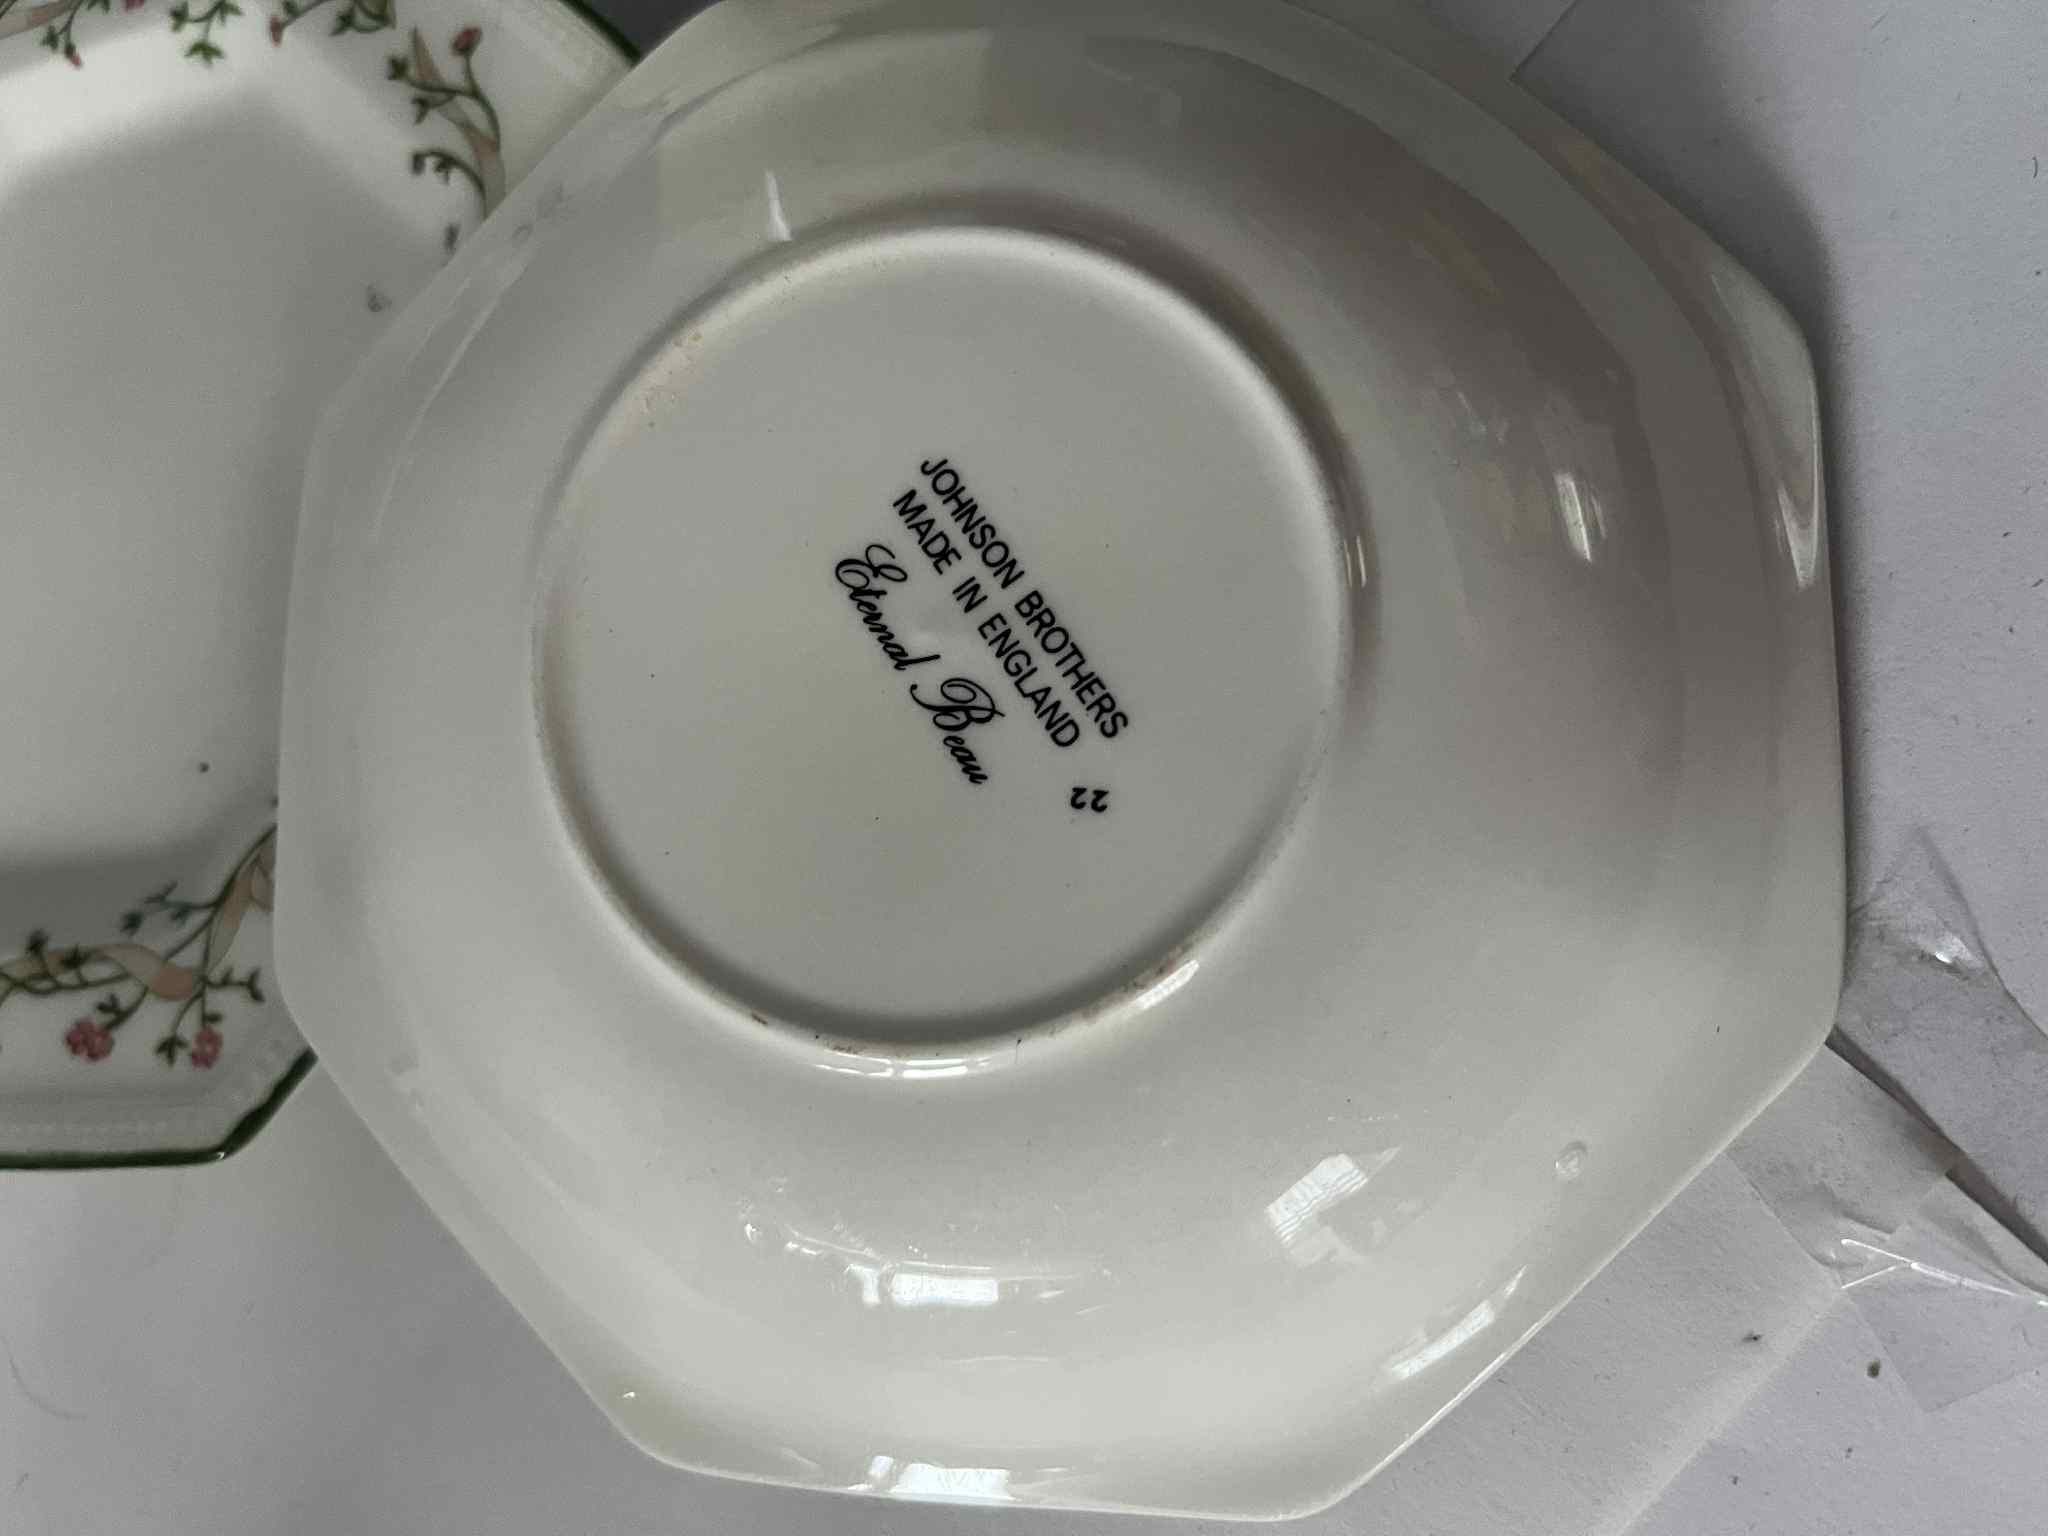 JOHNSON BROTHERS
MADE IN ENGLAND
Eternal Beau
22